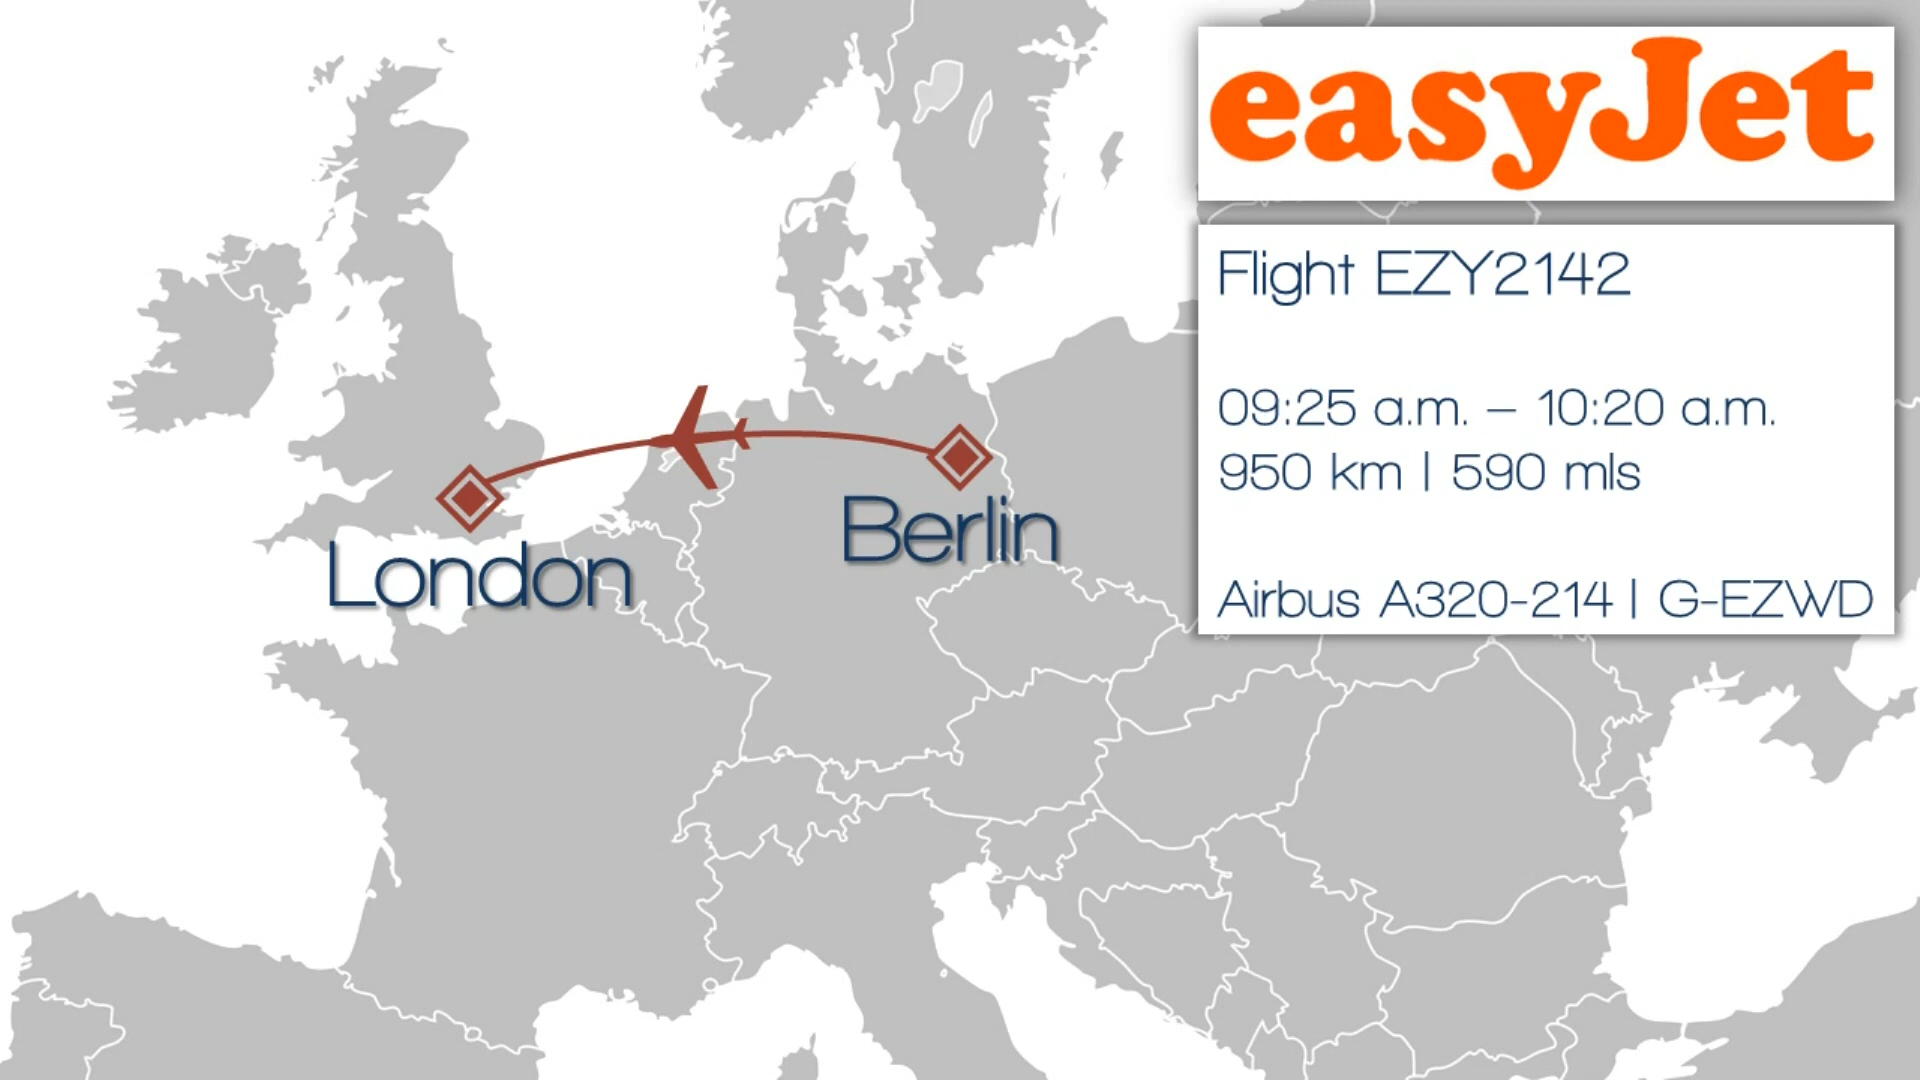 easyJet
Flight EZY2142
09:25 a.m. – 10:20 a.m.
950 km | 590 mls
Airbus A320-214 | G-EZWD
Berlin
London